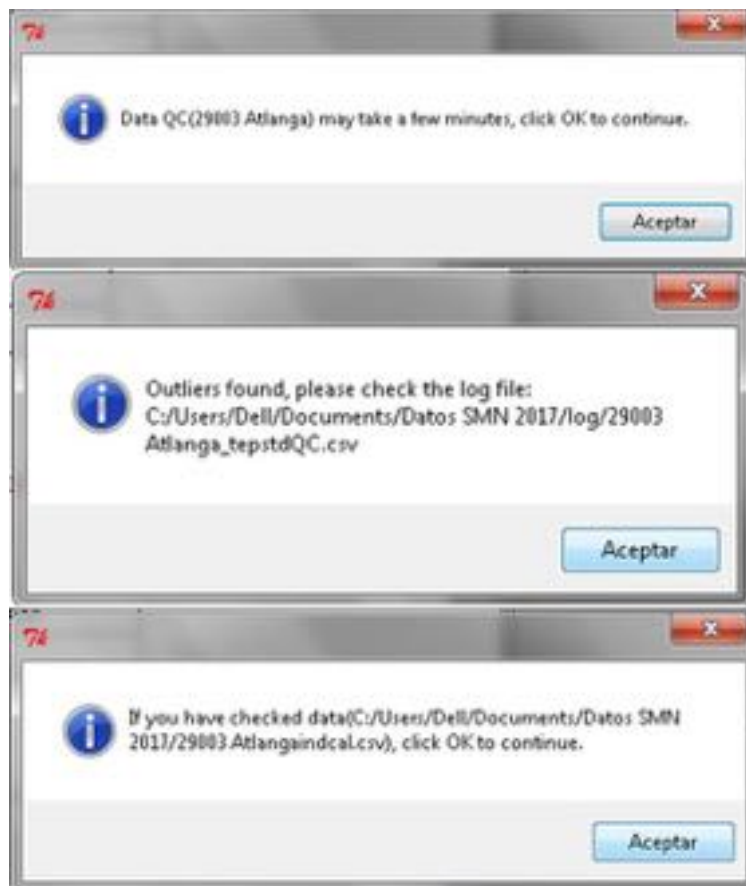 Data QC(29003 Atlanga) may take a few minutes, click OK to continue.
Aceptar
Outliers found, please check the log file:
C:/Users/Dell/Documents/Datos SMN 2017/log/29003
Atlanga_tepstdQC.csv
Aceptar
If you have checked data(C:/Users/Dell/Documents/Datos SMN
2017/29003 Atlangaindcal.csv), click OK to continue.
Aceptar